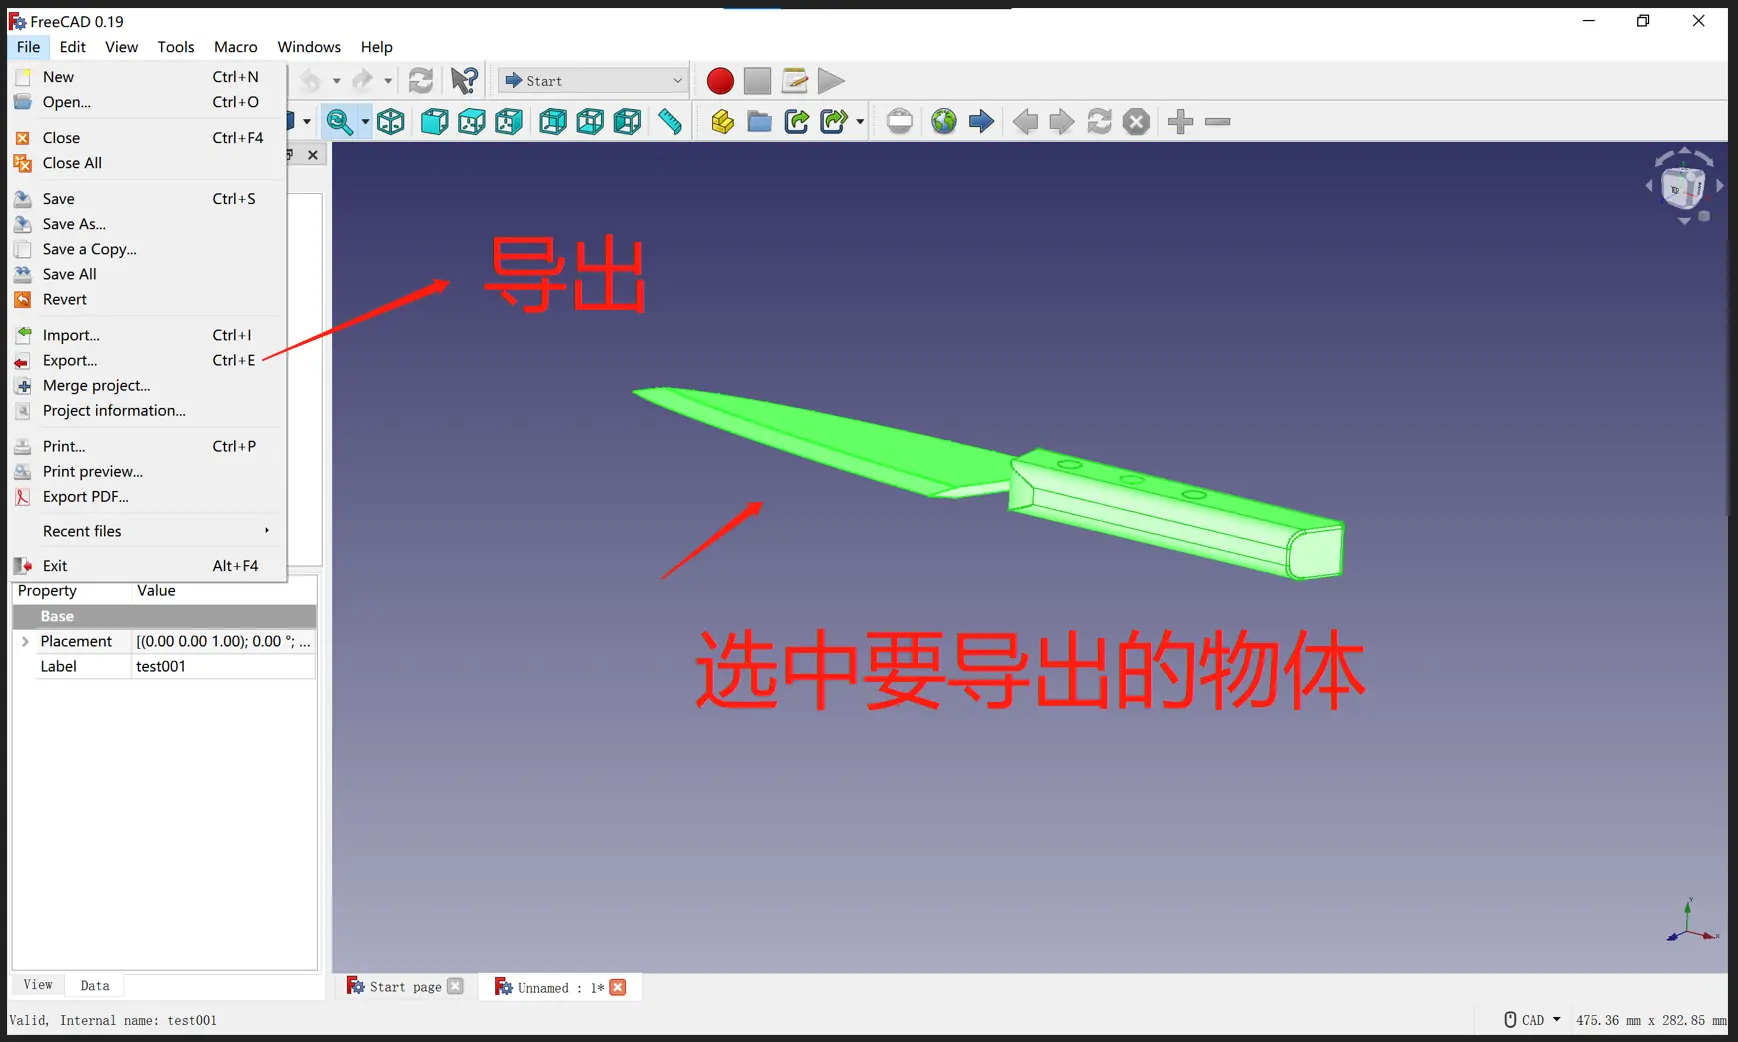 FreeCAD 0.19
File Edit View Tools Macro Windows Help
New Ctrl+N
Open... Ctrl+O
Close Ctrl+F4
Close All
Save Ctrl+S
Save As...
Save a Copy...
Save All
Revert
Import... Ctrl+I
Export... Ctrl+E
Merge project...
Project information...
Print... Ctrl+P
Print preview...
Export PDF...
Recent files
Exit Alt+F4
Start
导出
选中要导出的物体
Property Value
Base
Placement [(0.00 0.00 1.00); 0.00 °; ...
Label test001
View Data
Start page Unnamed : 1*
Valid, Internal name: test001
CAD 475.36 mm x 282.85 mm